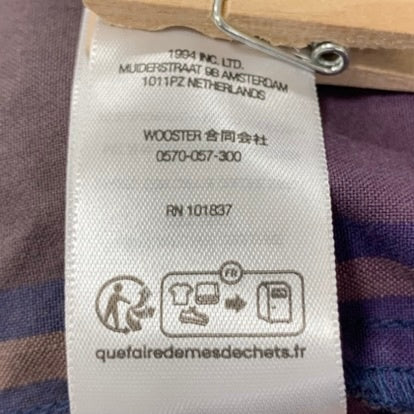 1994 INC. LTD.
MUIDERSTRAAT 9B AMSTERDAM
1011PZ NETHERLANDS
WOOSTER 合同会社
0570-057-300
RN 101837
FR
quefairedemesdechets.fr